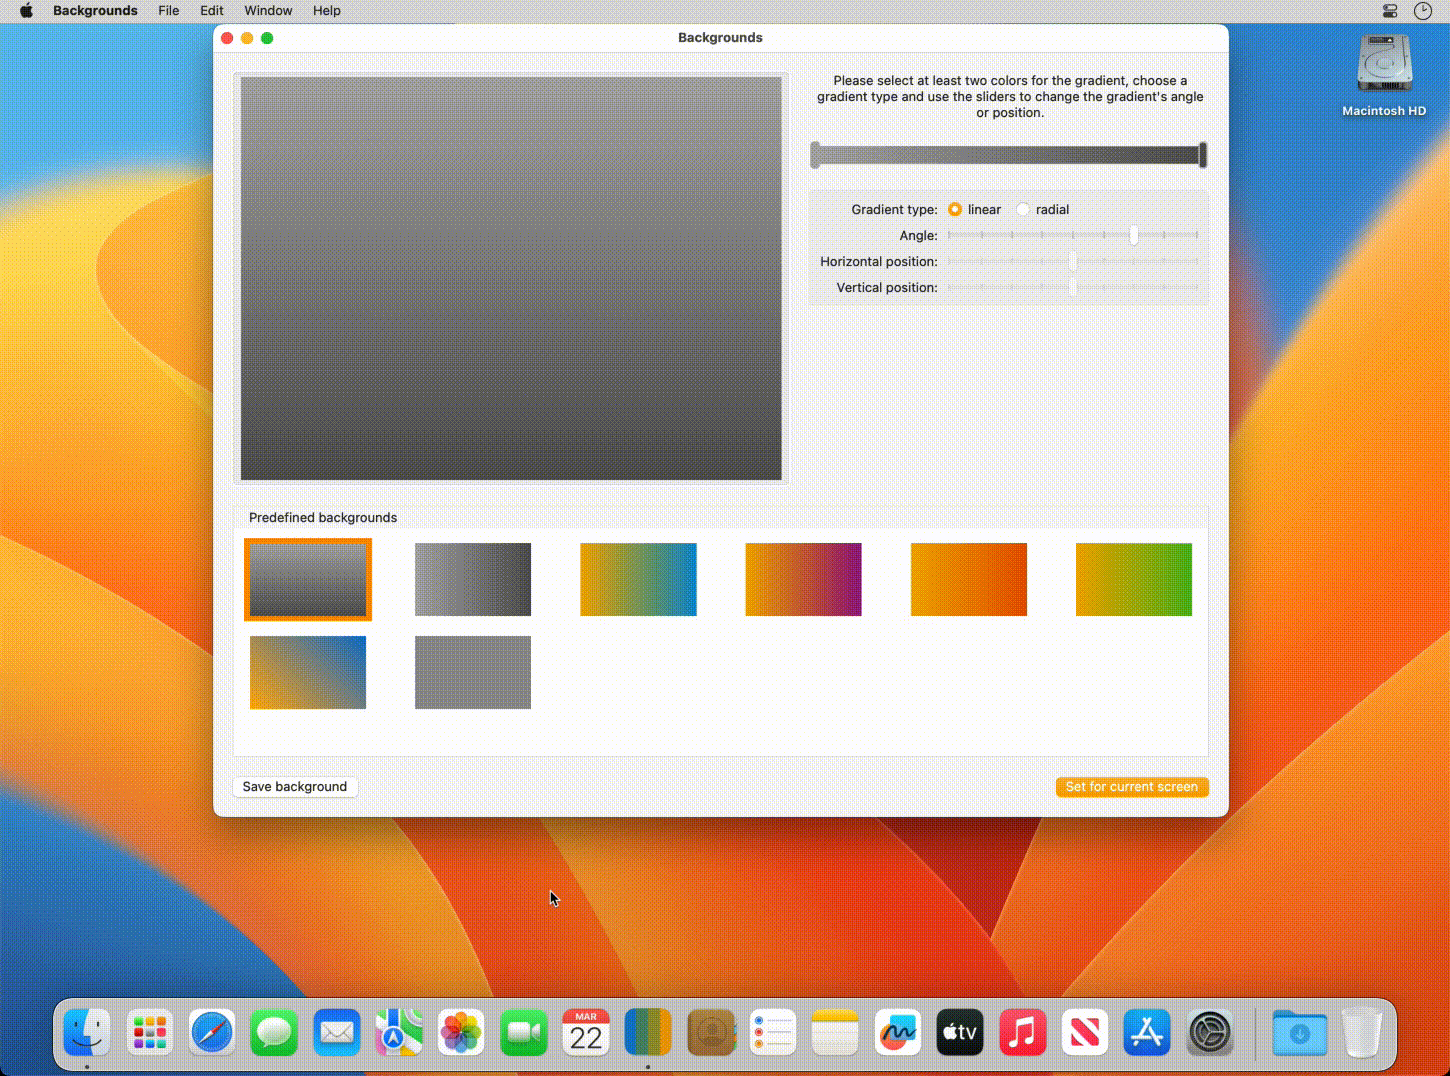 Backgrounds File Edit Window Help
Backgrounds
Macintosh HD
Please select at least two colors for the gradient, choose a
gradient type and use the sliders to change the gradient's angle
or position.
Gradient type: linear radial
Angle:
Horizontal position:
Vertical position:
Predefined backgrounds
Save background
Set for current screen
MAR
22
tv